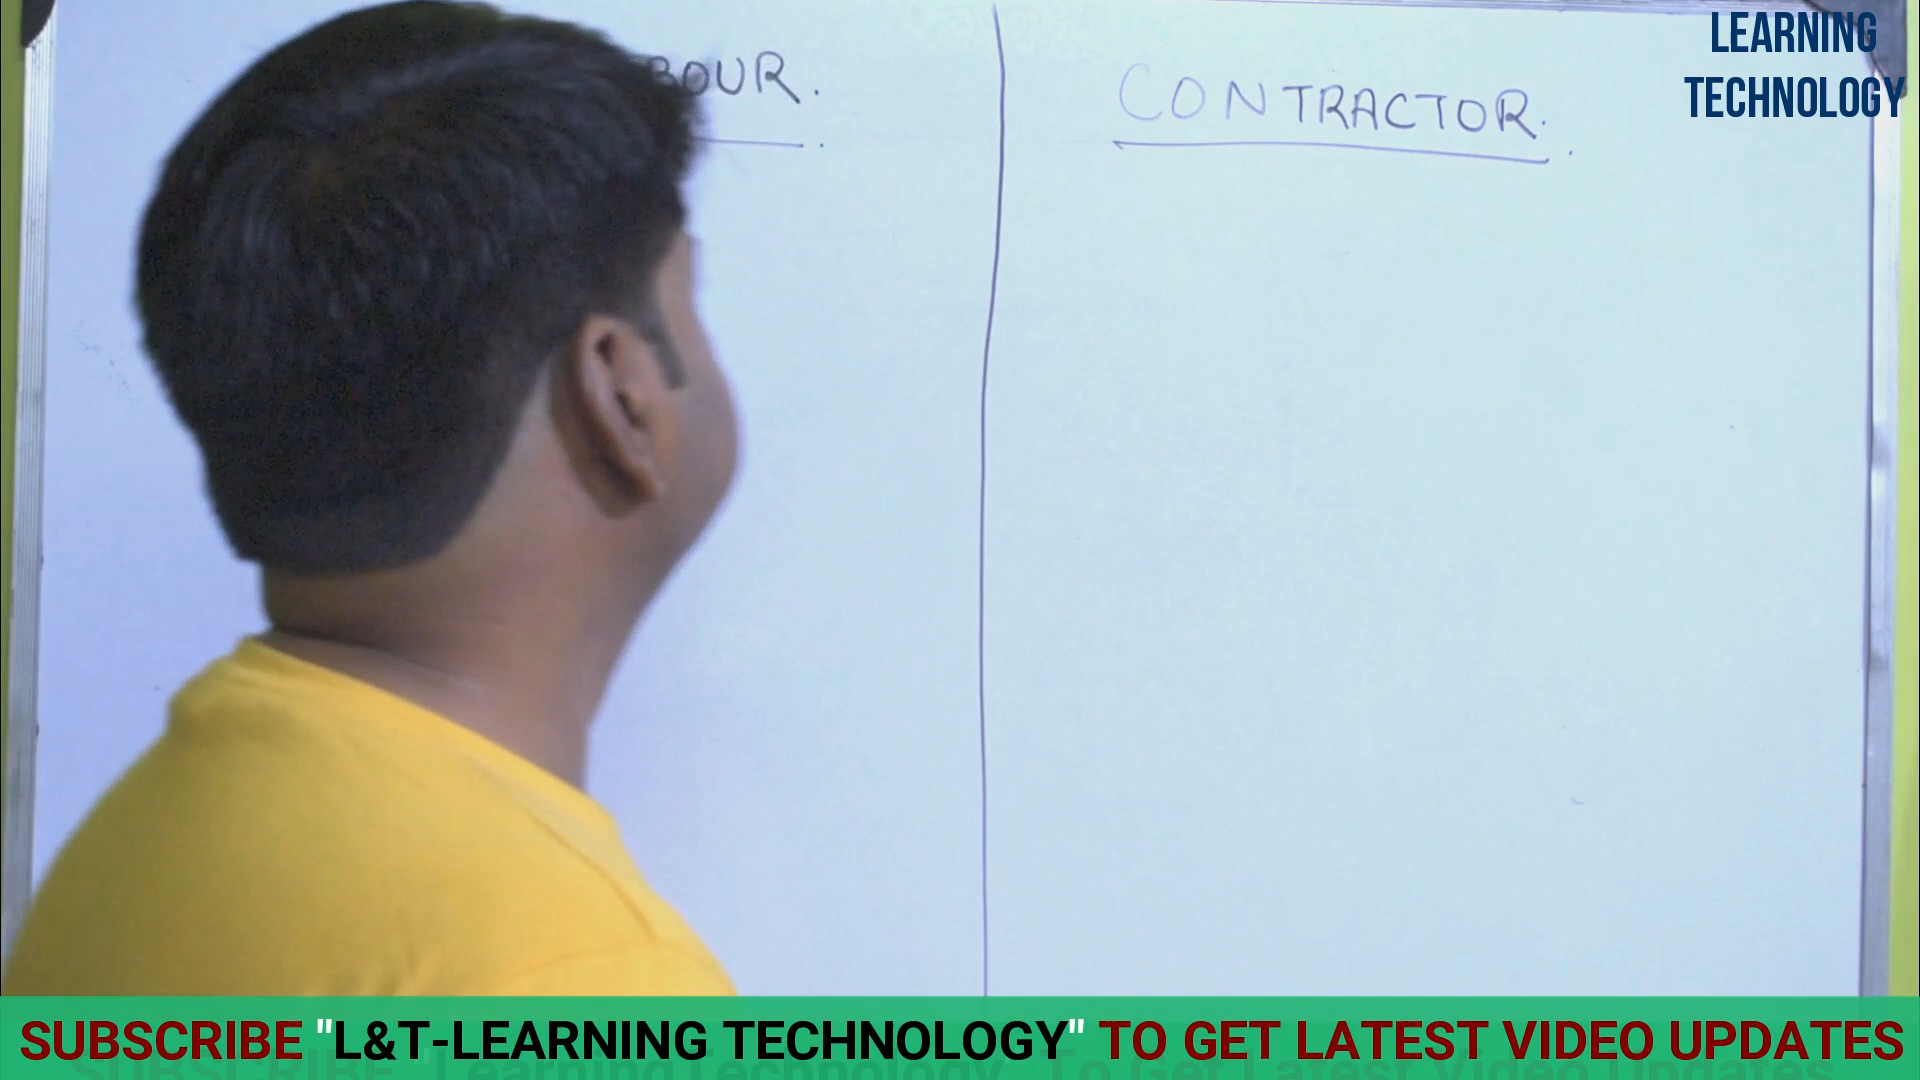 BOUR.
CONTRACTOR.
LEARNING
TECHNOLOGY
SUBSCRIBE "L&T-LEARNING TECHNOLOGY" TO GET LATEST VIDEO UPDATES